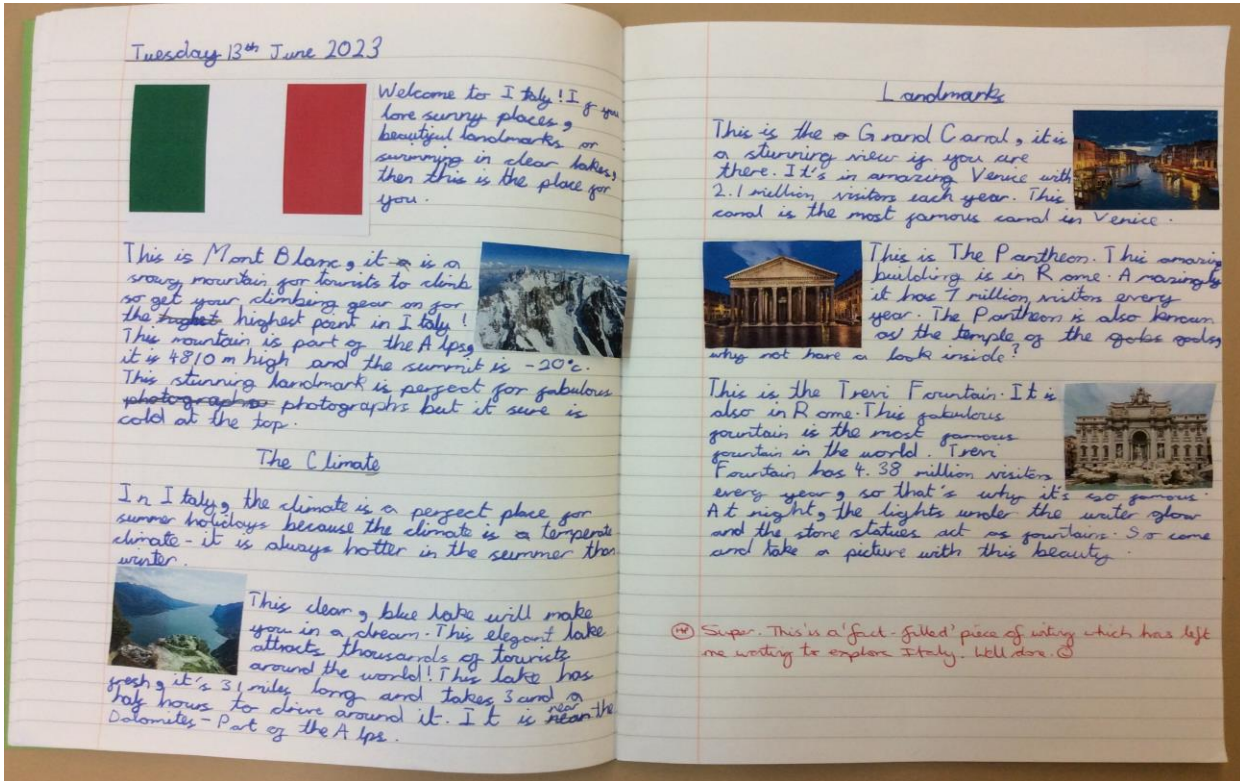 Tuesday 13th June 2023
Welcome to Italy! If you
love sunny places,
beautiful landmarks or
swimming in clear lakes,
then this is the place for
you.
This is Mont Blanc, it is a
snowy mountain for tourists to climb
so get your climbing gear on for
the highest point in Italy!
This mountain is part of the Alps,
it is 4810m high and the summit is -20°c.
This stunning landmark is perfect for fabulous
photographs photographs but it sure is
cold at the top.
The Climate
In Italy, the climate is a perfect place for
summer holidays because the climate is a temperate
climate - it is always hotter in the summer than
winter.
This clear, blue lake will make
you in a dream. This elegant lake
attracts thousands of tourists
around the world! This lake has
fresh, it's 31 miles long and takes 3 and a
half hours to drive around it. It is near the
Dolomites - Part of the Alps.
Landmarks
This is the Grand Canal, it is
a stunning view if you are
there. It's in amazing Venice with
2.1 million, visitors each year. This
canal is the most famous canal in Venice.
This is The Pantheon. This amazing
building is in Rome. Amazingly
it has 7 million, visitors every
year. The Pantheon is also known
as the temple of the gods,
why not have a look inside?
This is the Trevi Fountain. It is
also in Rome. This fabulous
fountain is the most famous
fountain in the world. Trevi
Fountain has 4.38 million visitors
every year, so that's why it's so famous.
At night, the lights under the water glow
and the stone statues act as fountains. So come
and take a picture with this beauty.
Super. This is a 'fact-filled' piece of writing which has left
me wanting to explore Italy. Well done.